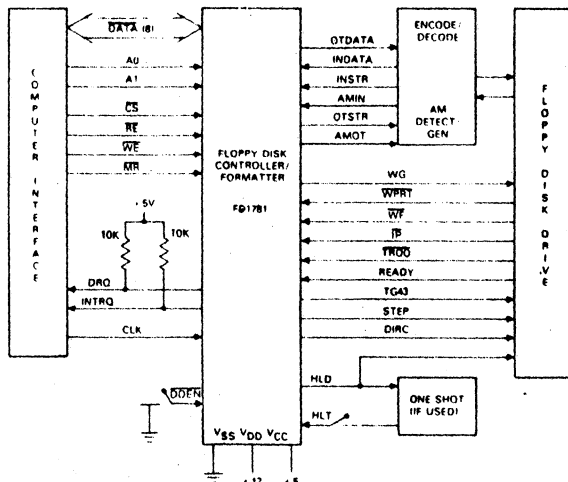 COMPUTER INTERFACE
DATA (8)
A0
A1
CS
RE
WE
MR
+5V
10K
10K
DRQ
INTRQ
CLK
DDEN
FLOPPY DISK
CONTROLLER/
FORMATTER
FD1781
VSS VDD VCC
+12
+5
OTDATA
INDATA
INSTR
AMIN
OTSTR
AMOT
ENCODE/
DECODE
AM
DETECT
GEN
WG
WPRT
WF
IP
TR00
READY
TG43
STEP
DIRC
HLD
HLT
ONE SHOT
(IF USED)
FLOPPY DISK DRIVE